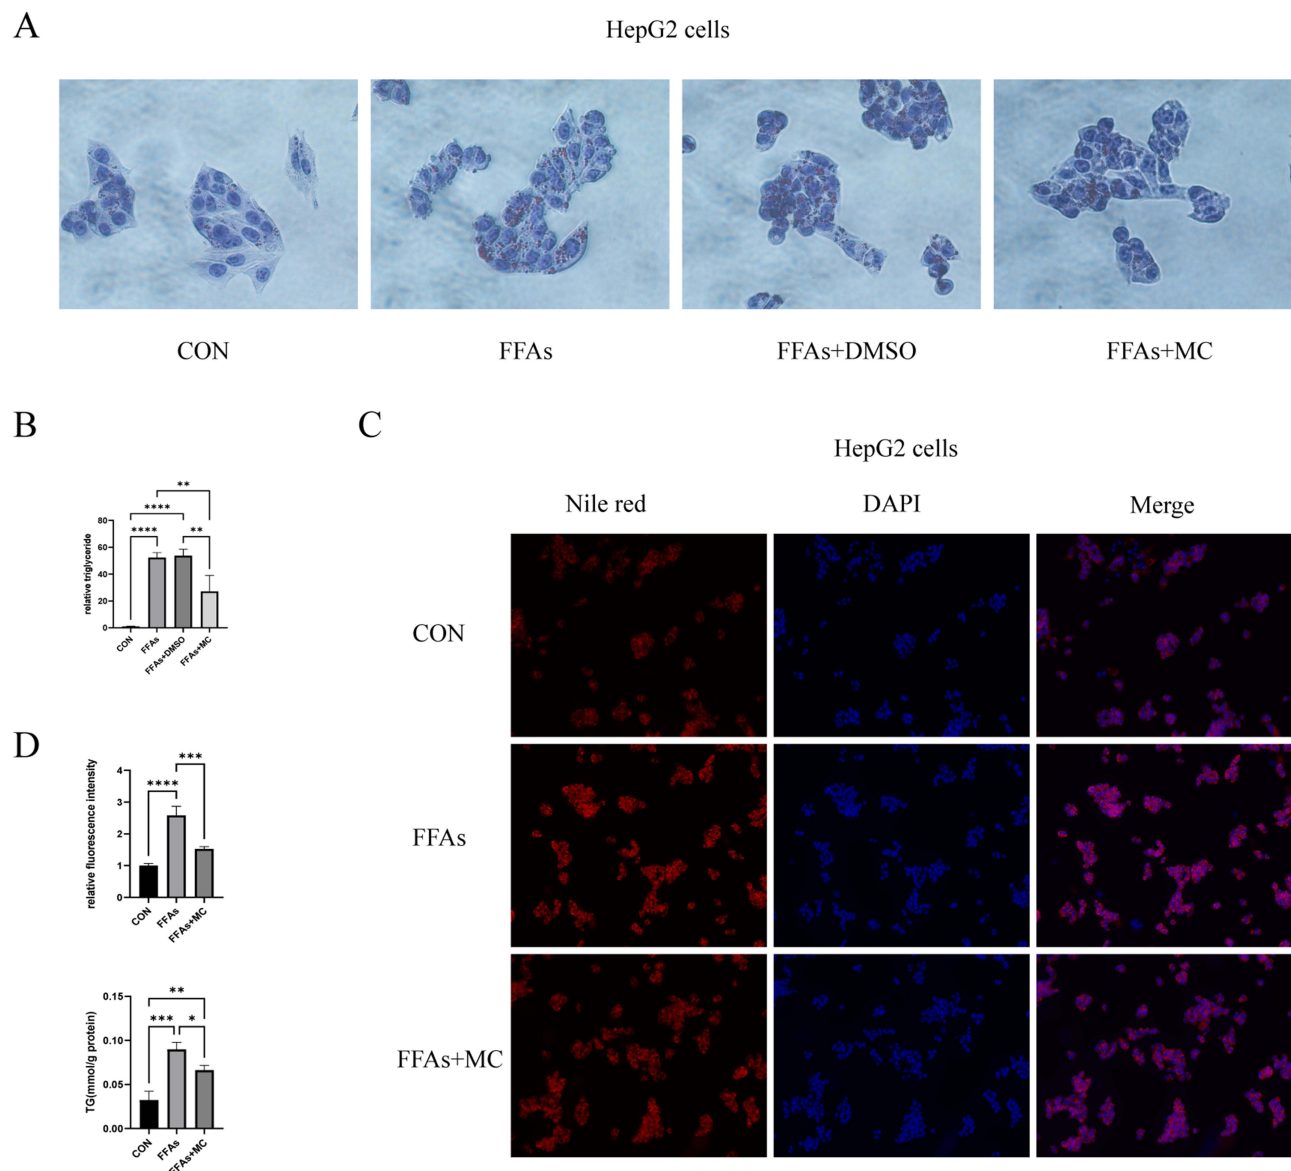 A
HepG2 cells
CON
FFAs
FFAs+DMSO
FFAs+MC
B
**
****
****
**
relative triglyceride
80
60
40
20
0
CON
FFAs
FFAs+DMSO
FFAs+MC
C
HepG2 cells
Nile red
DAPI
Merge
CON
FFAs
FFAs+MC
D
***
****
relative fluorescence intensity
4
3
2
1
0
CON
FFAs
FFAs+MC
**
***
*
TG(mmol/g protein)
0.15
0.10
0.05
0.00
CON
FFAs
FFAs+MC